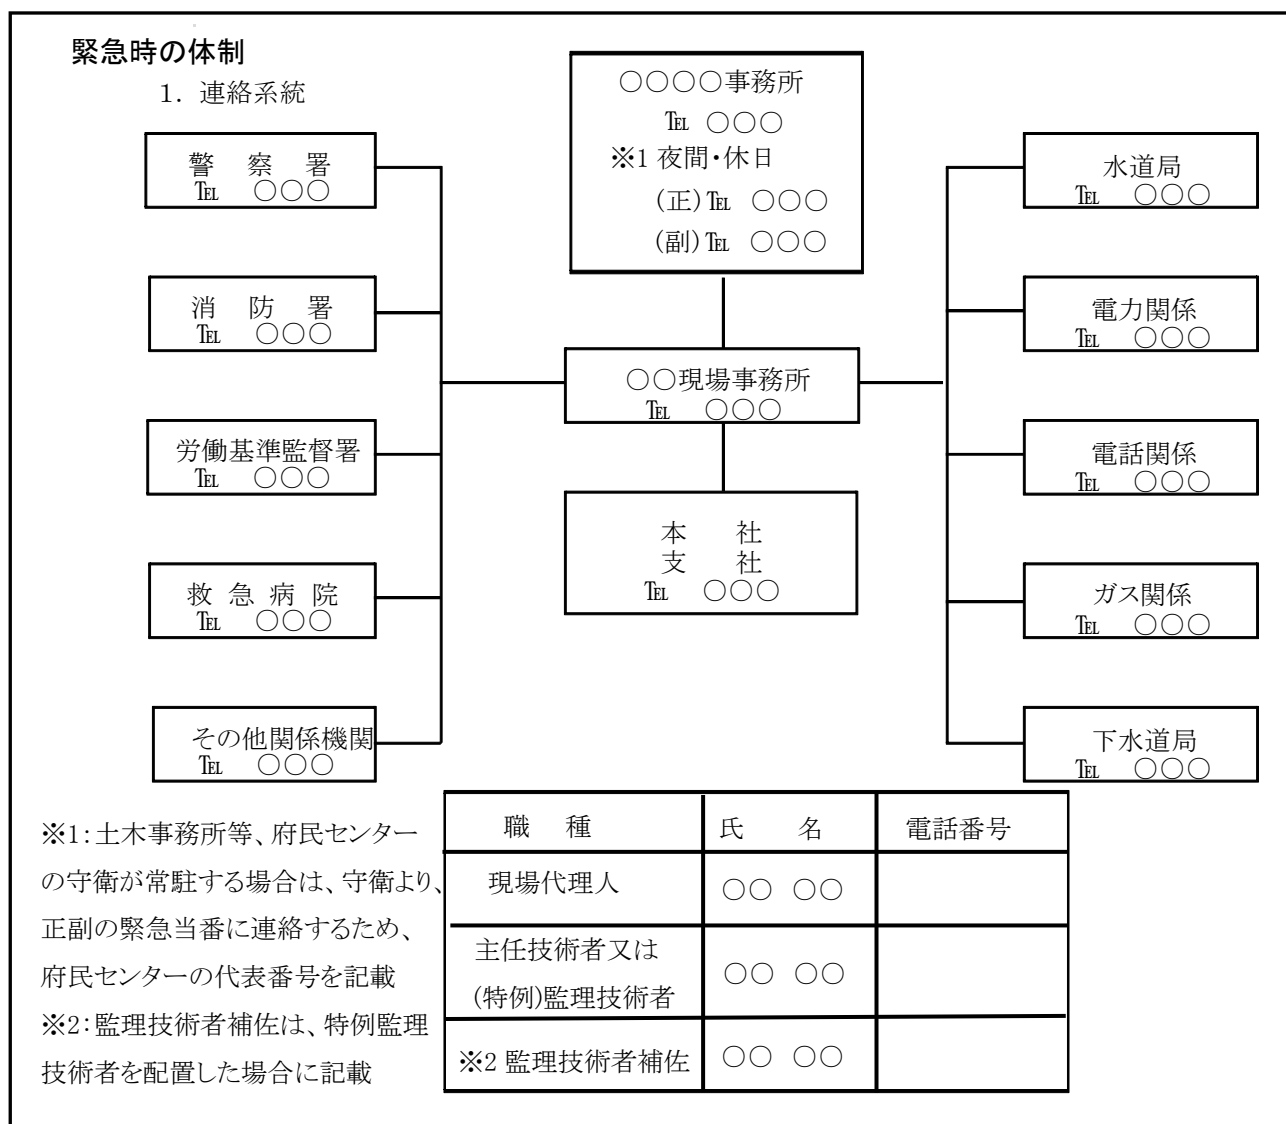 緊急時の体制
1. 連絡系統
○○○○事務所
℡ ○○○
※1 夜間・休日
(正)℡ ○○○
(副)℡ ○○○
警 察 署
℡ ○○○
消 防 署
℡ ○○○
労働基準監督署
℡ ○○○
救 急 病 院
℡ ○○○
その他関係機関
℡ ○○○
○○現場事務所
℡ ○○○
本 社
支 社
℡ ○○○
水道局
℡ ○○○
電力関係
℡ ○○○
電話関係
℡ ○○○
ガス関係
℡ ○○○
下水道局
℡ ○○○
※1:土木事務所等、府民センター
の守衛が常駐する場合は、守衛より、
正副の緊急当番に連絡するため、
府民センターの代表番号を記載
※2:監理技術者補佐は、特例監理
技術者を配置した場合に記載
職 種 氏 名 電話番号
現場代理人 ○○ ○○
主任技術者又は
(特例)監理技術者 ○○ ○○
※2 監理技術者補佐 ○○ ○○